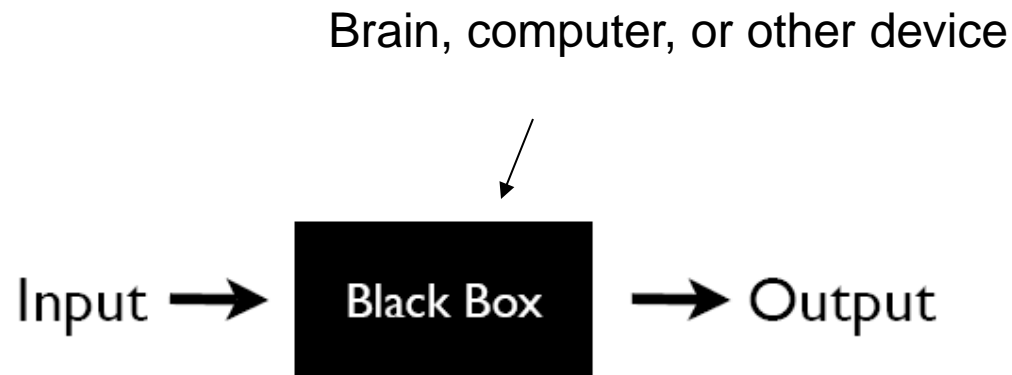 Brain, computer, or other device
Input
Black Box
Output